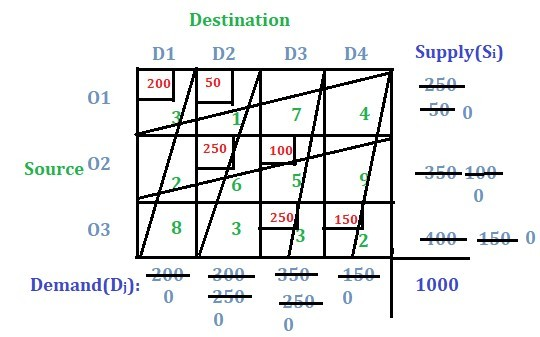 Destination
D1 D2 D3 D4 Supply(Si)
200 50 250
O1 3 1 7 4 50 0
250 100
Source O2 2 6 5 9 350 100
0
250 150
O3 8 3 3 2 400 150 0
Demand(Dj): 200 300 350 150 1000
0 250 250 0
0 0